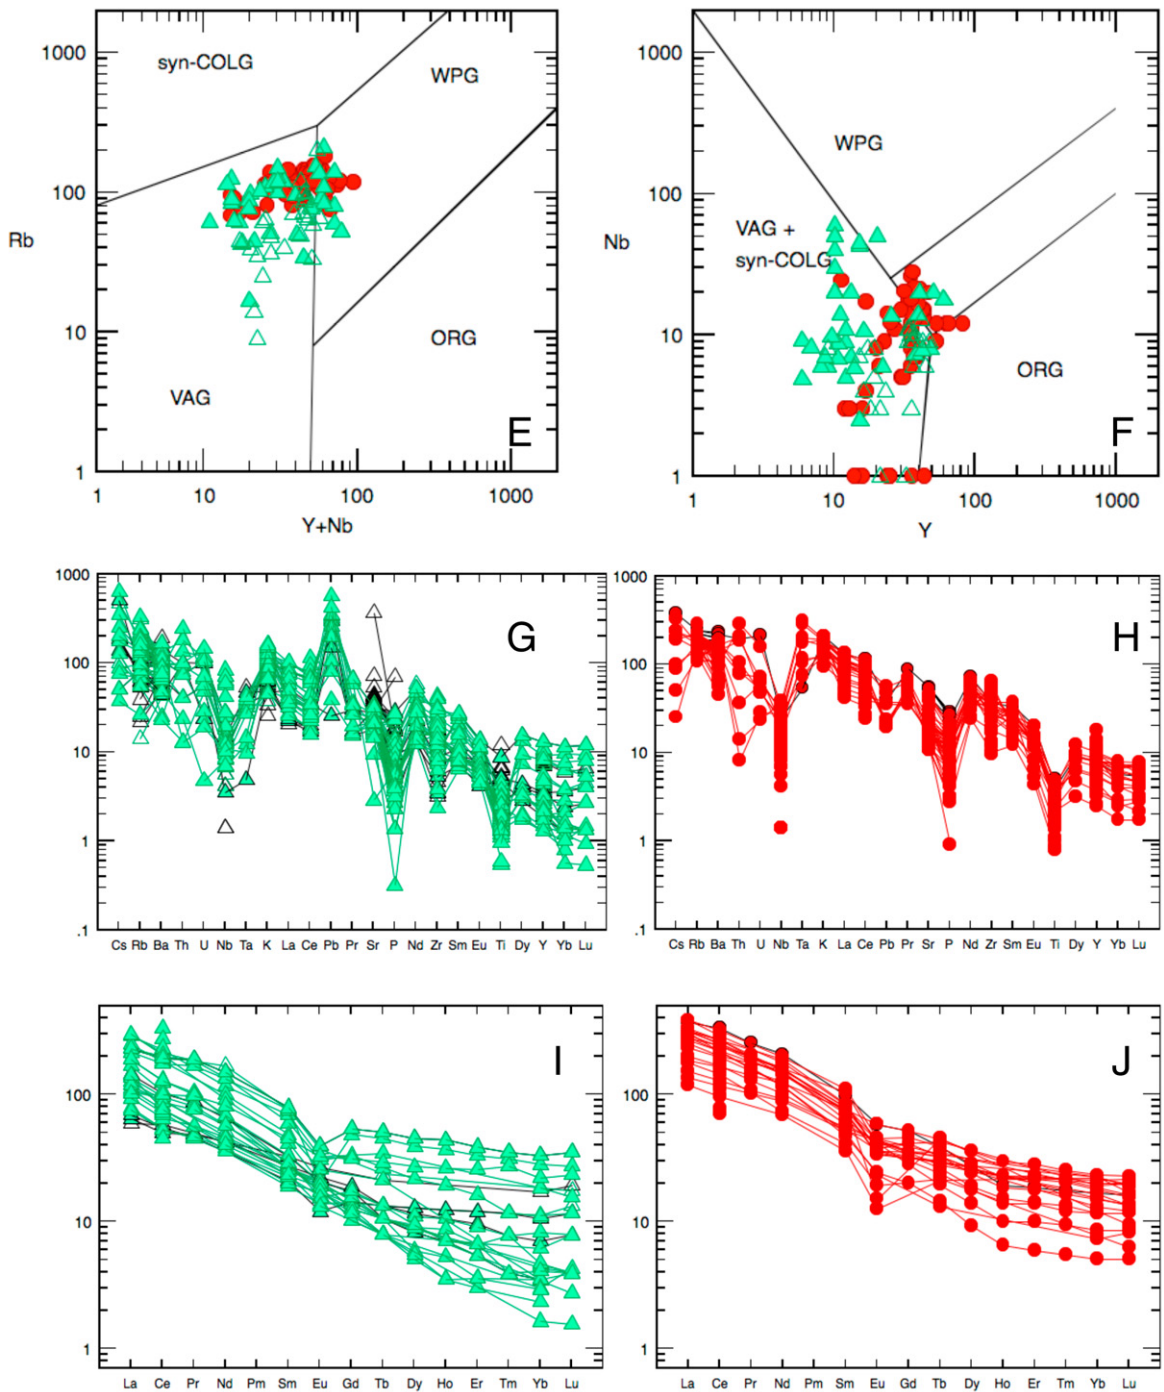 1000
syn-COLG
WPG
100
Rb
10
ORG
VAG
E
1
1 10 100 1000
Y+Nb
1000
WPG
100
Nb
VAG +
syn-COLG
10
ORG
F
1
1 10 100 1000
Y
1000
G
100
10
1
.1
Cs Rb Ba Th U Nb Ta K La Ce Pb Pr Sr P Nd Zr Sm Eu Ti Dy Y Yb Lu
1000
H
100
10
1
.1
Cs Rb Ba Th U Nb Ta K La Ce Pb Pr Sr P Nd Zr Sm Eu Ti Dy Y Yb Lu
I
100
10
1
La Ce Pr Nd Pm Sm Eu Gd Tb Dy Ho Er Tm Yb Lu
J
100
10
1
La Ce Pr Nd Pm Sm Eu Gd Tb Dy Ho Er Tm Yb Lu